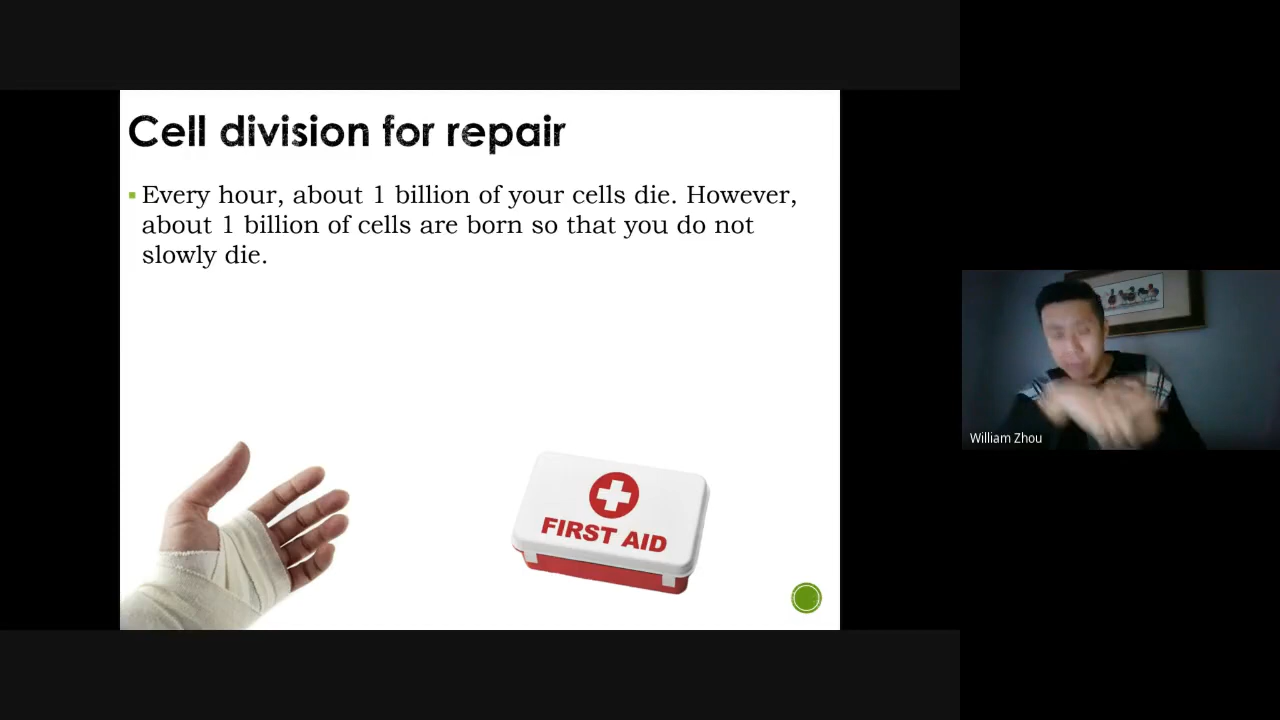 Cell division for repair
Every hour, about 1 billion of your cells die. However,
about 1 billion of cells are born so that you do not
slowly die.
FIRST AID
William Zhou